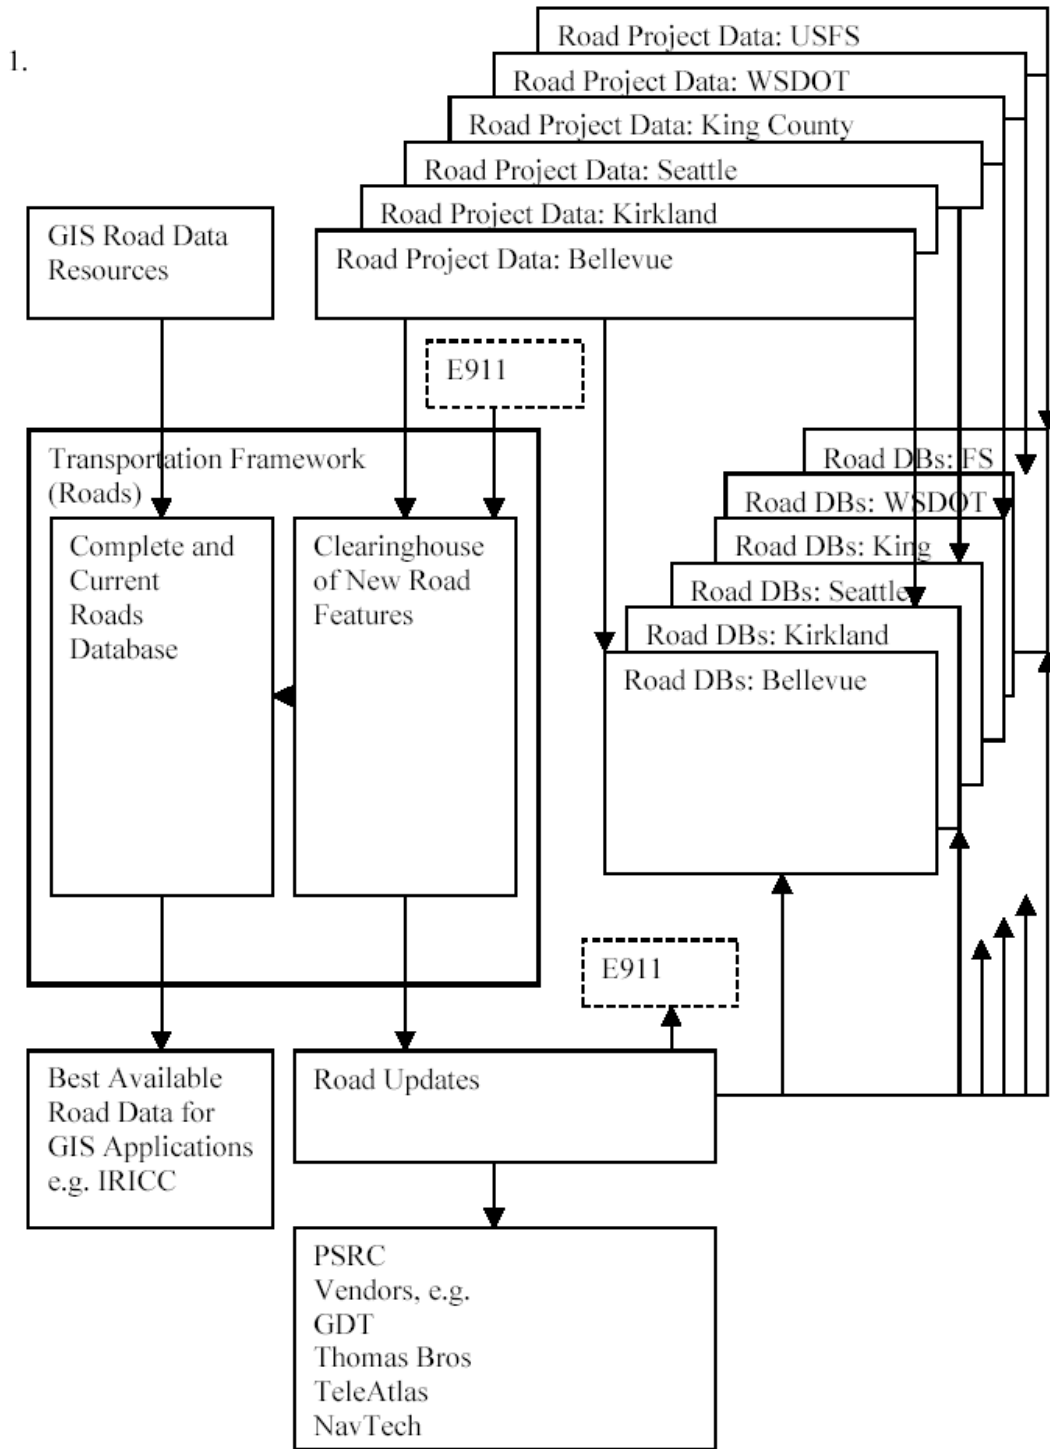 1.
Road Project Data: USFS
Road Project Data: WSDOT
Road Project Data: King County
Road Project Data: Seattle
Road Project Data: Kirkland
Road Project Data: Bellevue
GIS Road Data
Resources
E911
Transportation Framework
(Roads)
Complete and
Current
Roads
Database
Clearinghouse
of New Road
Features
Road DBs: FS
Road DBs: WSDOT
Road DBs: King
Road DBs: Seattle
Road DBs: Kirkland
Road DBs: Bellevue
E911
Best Available
Road Data for
GIS Applications
e.g. IRICC
Road Updates
PSRC
Vendors, e.g.
GDT
Thomas Bros
TeleAtlas
NavTech